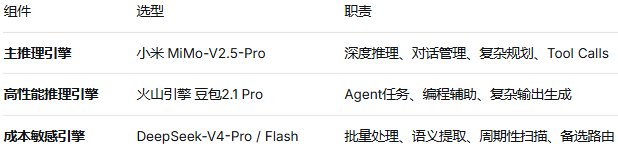 组件 选型 职责
主推理引擎 小米 MiMo-V2.5-Pro 深度推理、对话管理、复杂规划、Tool Calls
高性能推理引擎 火山引擎 豆包2.1 Pro Agent任务、编程辅助、复杂输出生成
成本敏感引擎 DeepSeek-V4-Pro / Flash 批量处理、语义提取、周期性扫描、备选路由